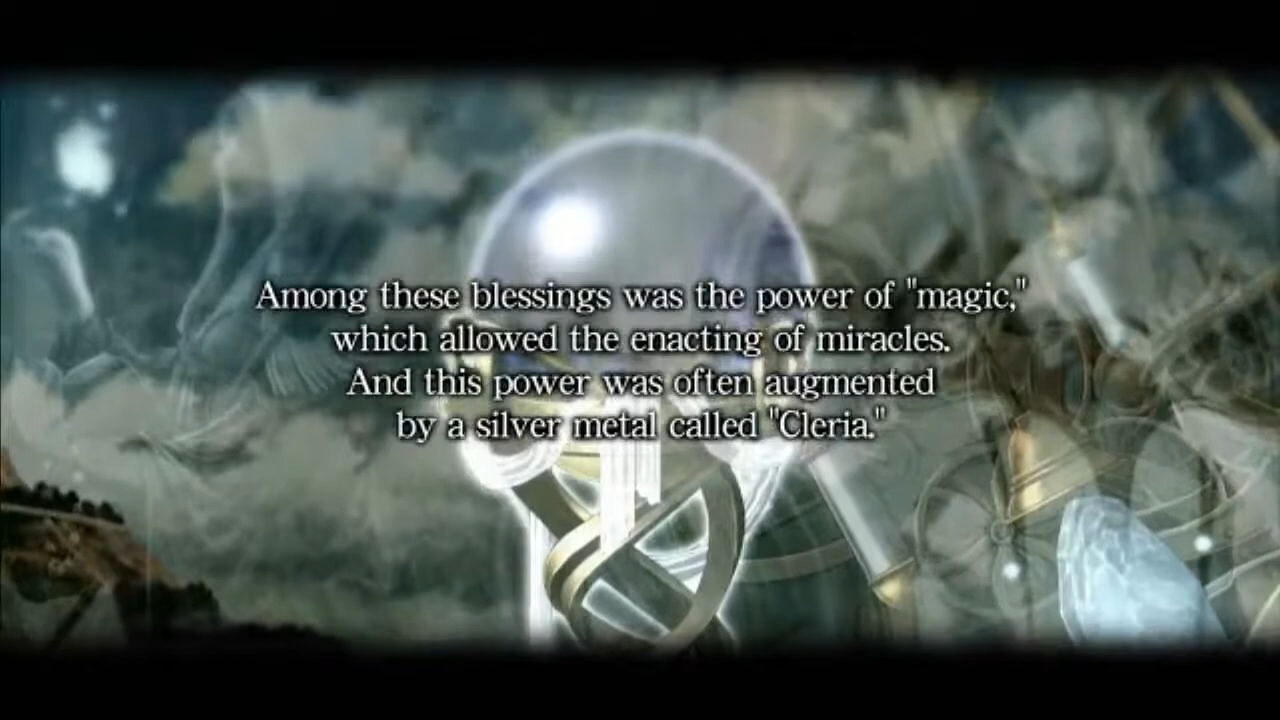 Among these blessings was the power of "magic,"
which allowed the enacting of miracles.
And this power was often augmented
by a silver metal called "Cleria."